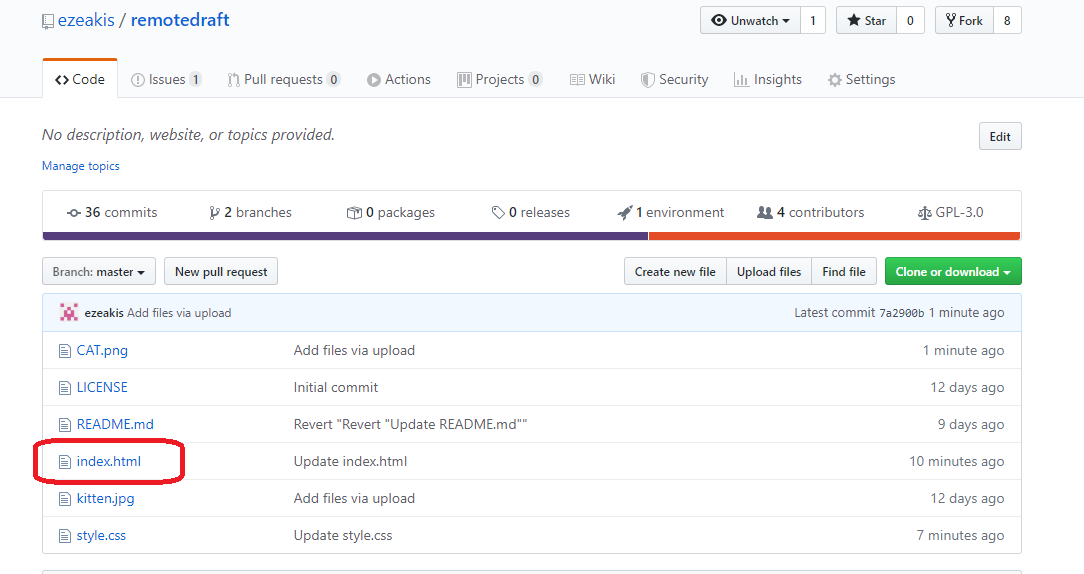 ezeakis / remotedraft Unwatch 1 Star 0 Fork 8
Code Issues 1 Pull requests 0 Actions Projects 0 Wiki Security Insights Settings
No description, website, or topics provided. Edit
Manage topics
36 commits 2 branches 0 packages 0 releases 1 environment 4 contributors GPL-3.0
Branch: master New pull request Create new file Upload files Find file Clone or download
ezeakis Add files via upload Latest commit 7a2900b 1 minute ago
CAT.png Add files via upload 1 minute ago
LICENSE Initial commit 12 days ago
README.md Revert "Revert "Update README.md"" 9 days ago
index.html Update index.html 10 minutes ago
kitten.jpg Add files via upload 12 days ago
style.css Update style.css 7 minutes ago